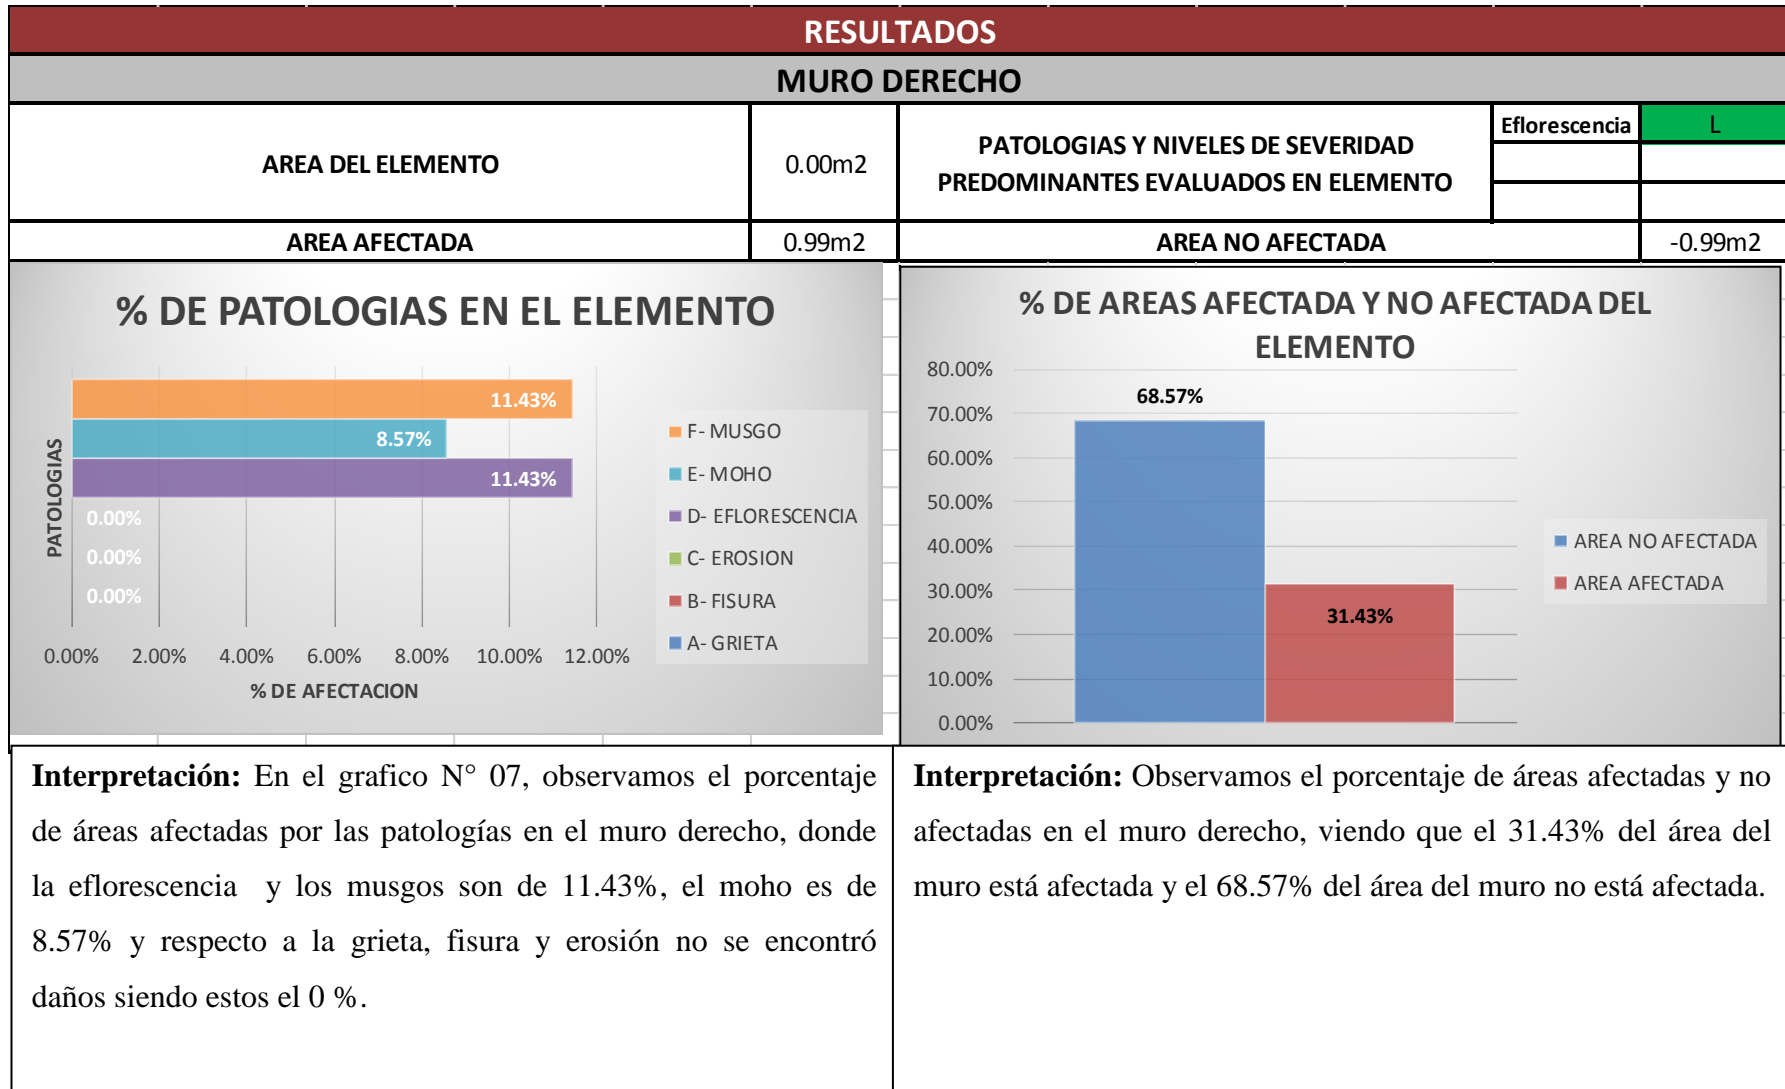 RESULTADOS
MURO DERECHO
AREA DEL ELEMENTO
0.00m2
PATOLOGIAS Y NIVELES DE SEVERIDAD
PREDOMINANTES EVALUADOS EN ELEMENTO
Eflorescencia
L
AREA AFECTADA
0.99m2
AREA NO AFECTADA
-0.99m2
% DE PATOLOGIAS EN EL ELEMENTO
PATOLOGIAS
11.43%
8.57%
11.43%
0.00%
0.00%
0.00%
0.00% 2.00% 4.00% 6.00% 8.00% 10.00% 12.00%
% DE AFECTACION
F- MUSGO
E- MOHO
D- EFLORESCENCIA
C- EROSION
B- FISURA
A- GRIETA
% DE AREAS AFECTADA Y NO AFECTADA DEL
ELEMENTO
80.00%
70.00%
60.00%
50.00%
40.00%
30.00%
20.00%
10.00%
0.00%
68.57%
31.43%
AREA NO AFECTADA
AREA AFECTADA
Interpretación: En el grafico N° 07, observamos el porcentaje
de áreas afectadas por las patologías en el muro derecho, donde
la eflorescencia y los musgos son de 11.43%, el moho es de
8.57% y respecto a la grieta, fisura y erosión no se encontró
daños siendo estos el 0 %.
Interpretación: Observamos el porcentaje de áreas afectadas y no
afectadas en el muro derecho, viendo que el 31.43% del área del
muro está afectada y el 68.57% del área del muro no está afectada.